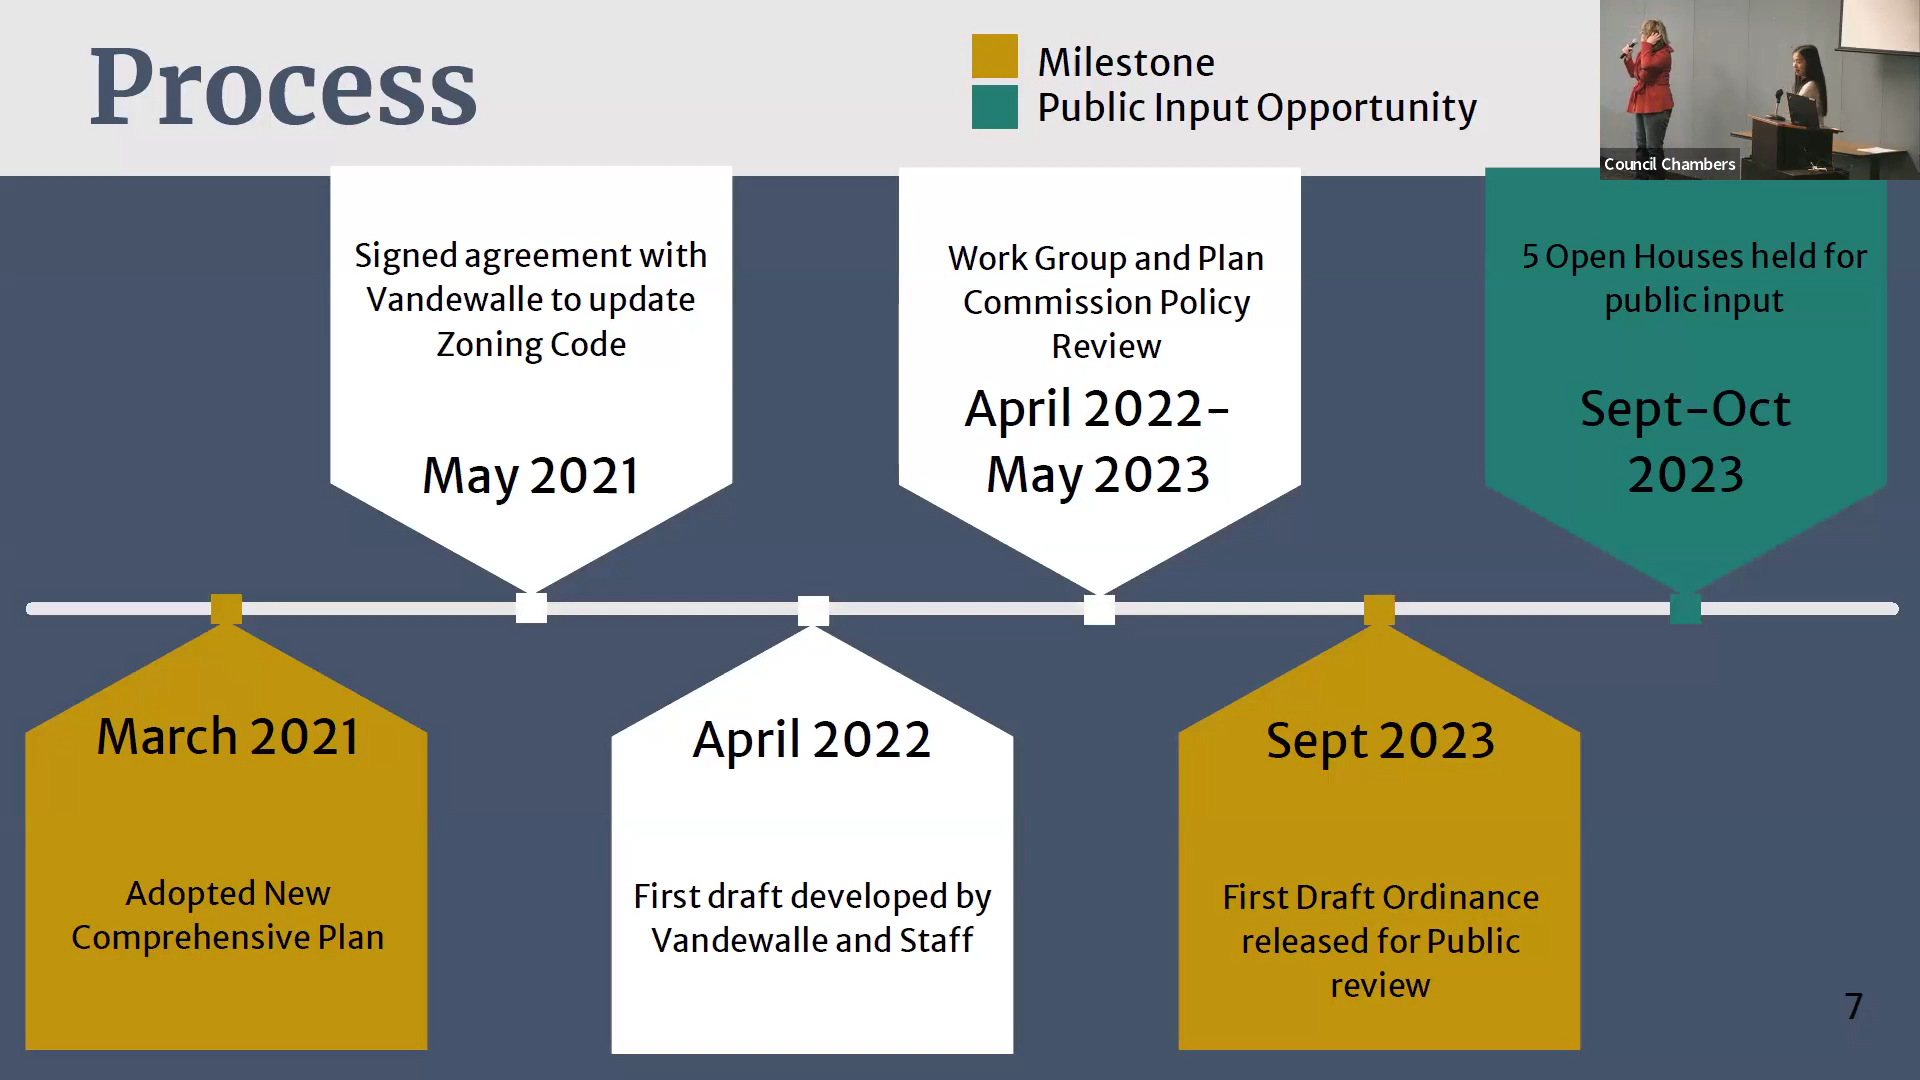 Process
Milestone
Public Input Opportunity
Council Chambers
Signed agreement with
Vandewalle to update
Zoning Code
May 2021
Work Group and Plan
Commission Policy
Review
April 2022-
May 2023
5 Open Houses held for
public input
Sept-Oct
2023
March 2021
Adopted New
Comprehensive Plan
April 2022
First draft developed by
Vandewalle and Staff
Sept 2023
First Draft Ordinance
released for Public
review
7